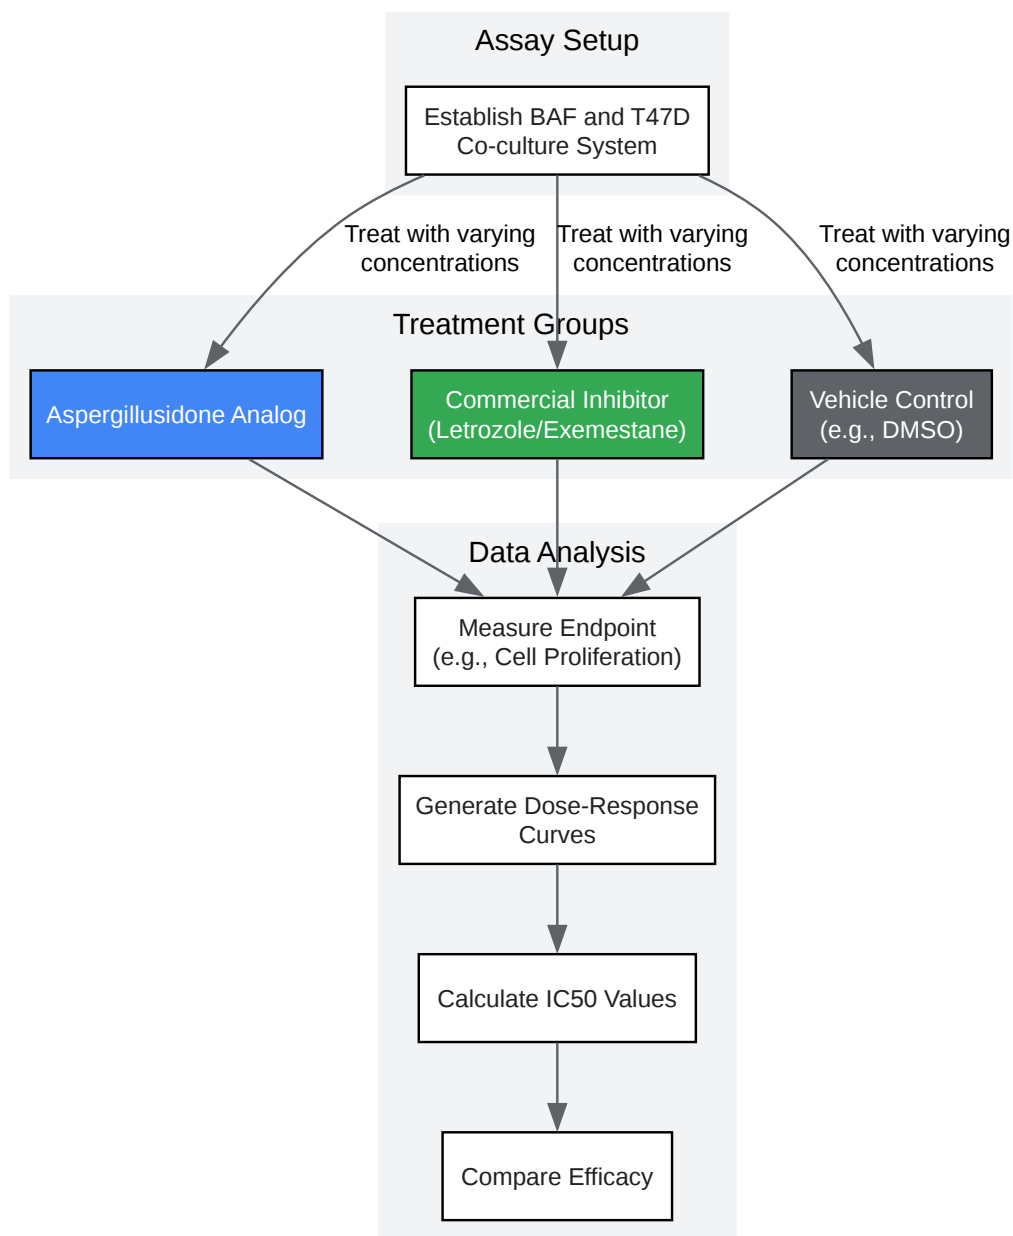 Assay Setup
Establish BAF and T47D
Co-culture System
Treat with varying
concentrations
Treat with varying
concentrations
Treat with varying
concentrations
Treatment Groups
Aspergillusidone Analog
Commercial Inhibitor
(Letrozole/Exemestane)
Vehicle Control
(e.g., DMSO)
Data Analysis
Measure Endpoint
(e.g., Cell Proliferation)
Generate Dose-Response
Curves
Calculate IC50 Values
Compare Efficacy